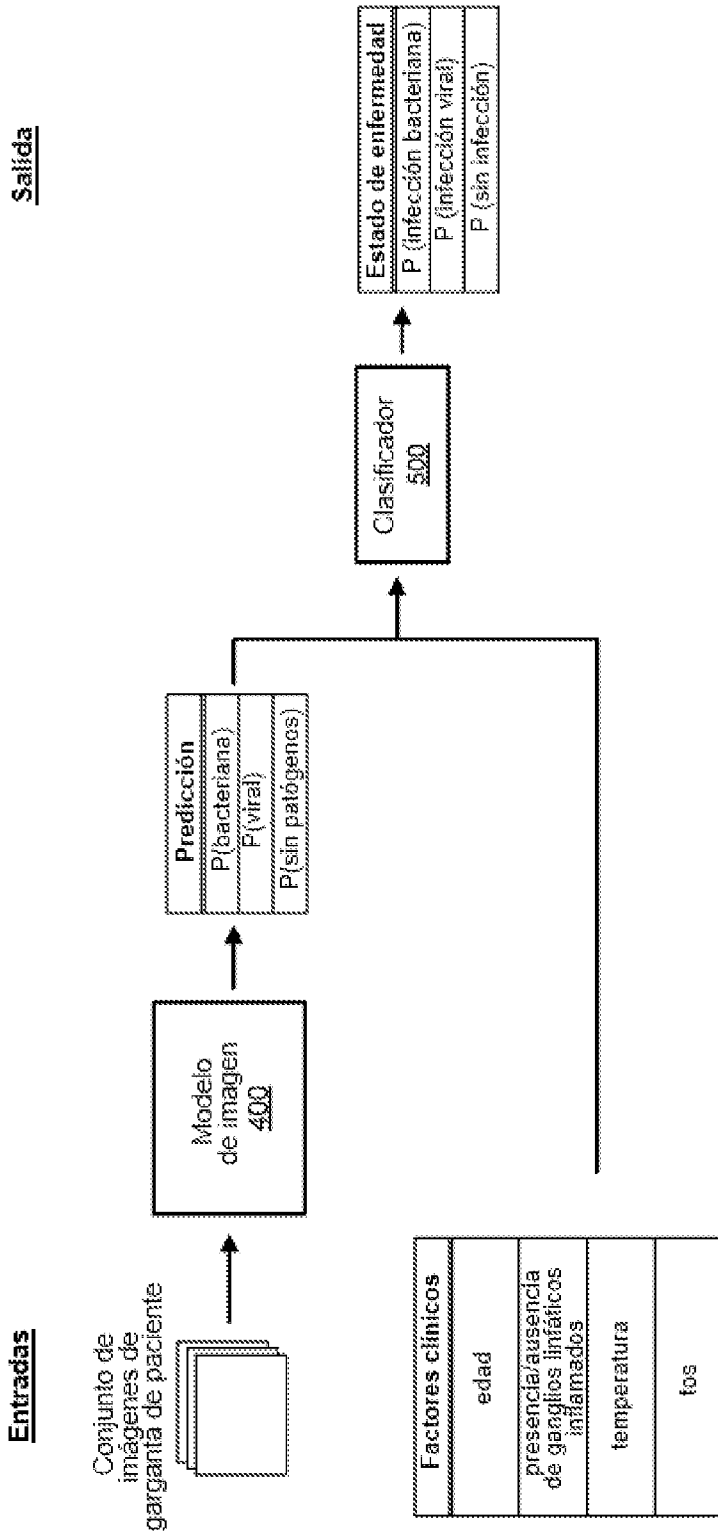 Entradas
Salida
Conjunto de
imágenes de
garganta de paciente
Modelo
de imagen
400
Predicción
P(bacteriana)
P(viral)
P(sin patógenos)
Clasificador
500
Estado de enfermedad
P (infección bacteriana)
P (infección viral)
P (sin infección)
Factores clínicos
edad
presencia/ausencia
de ganglios linfáticos
inflamados
temperatura
tos